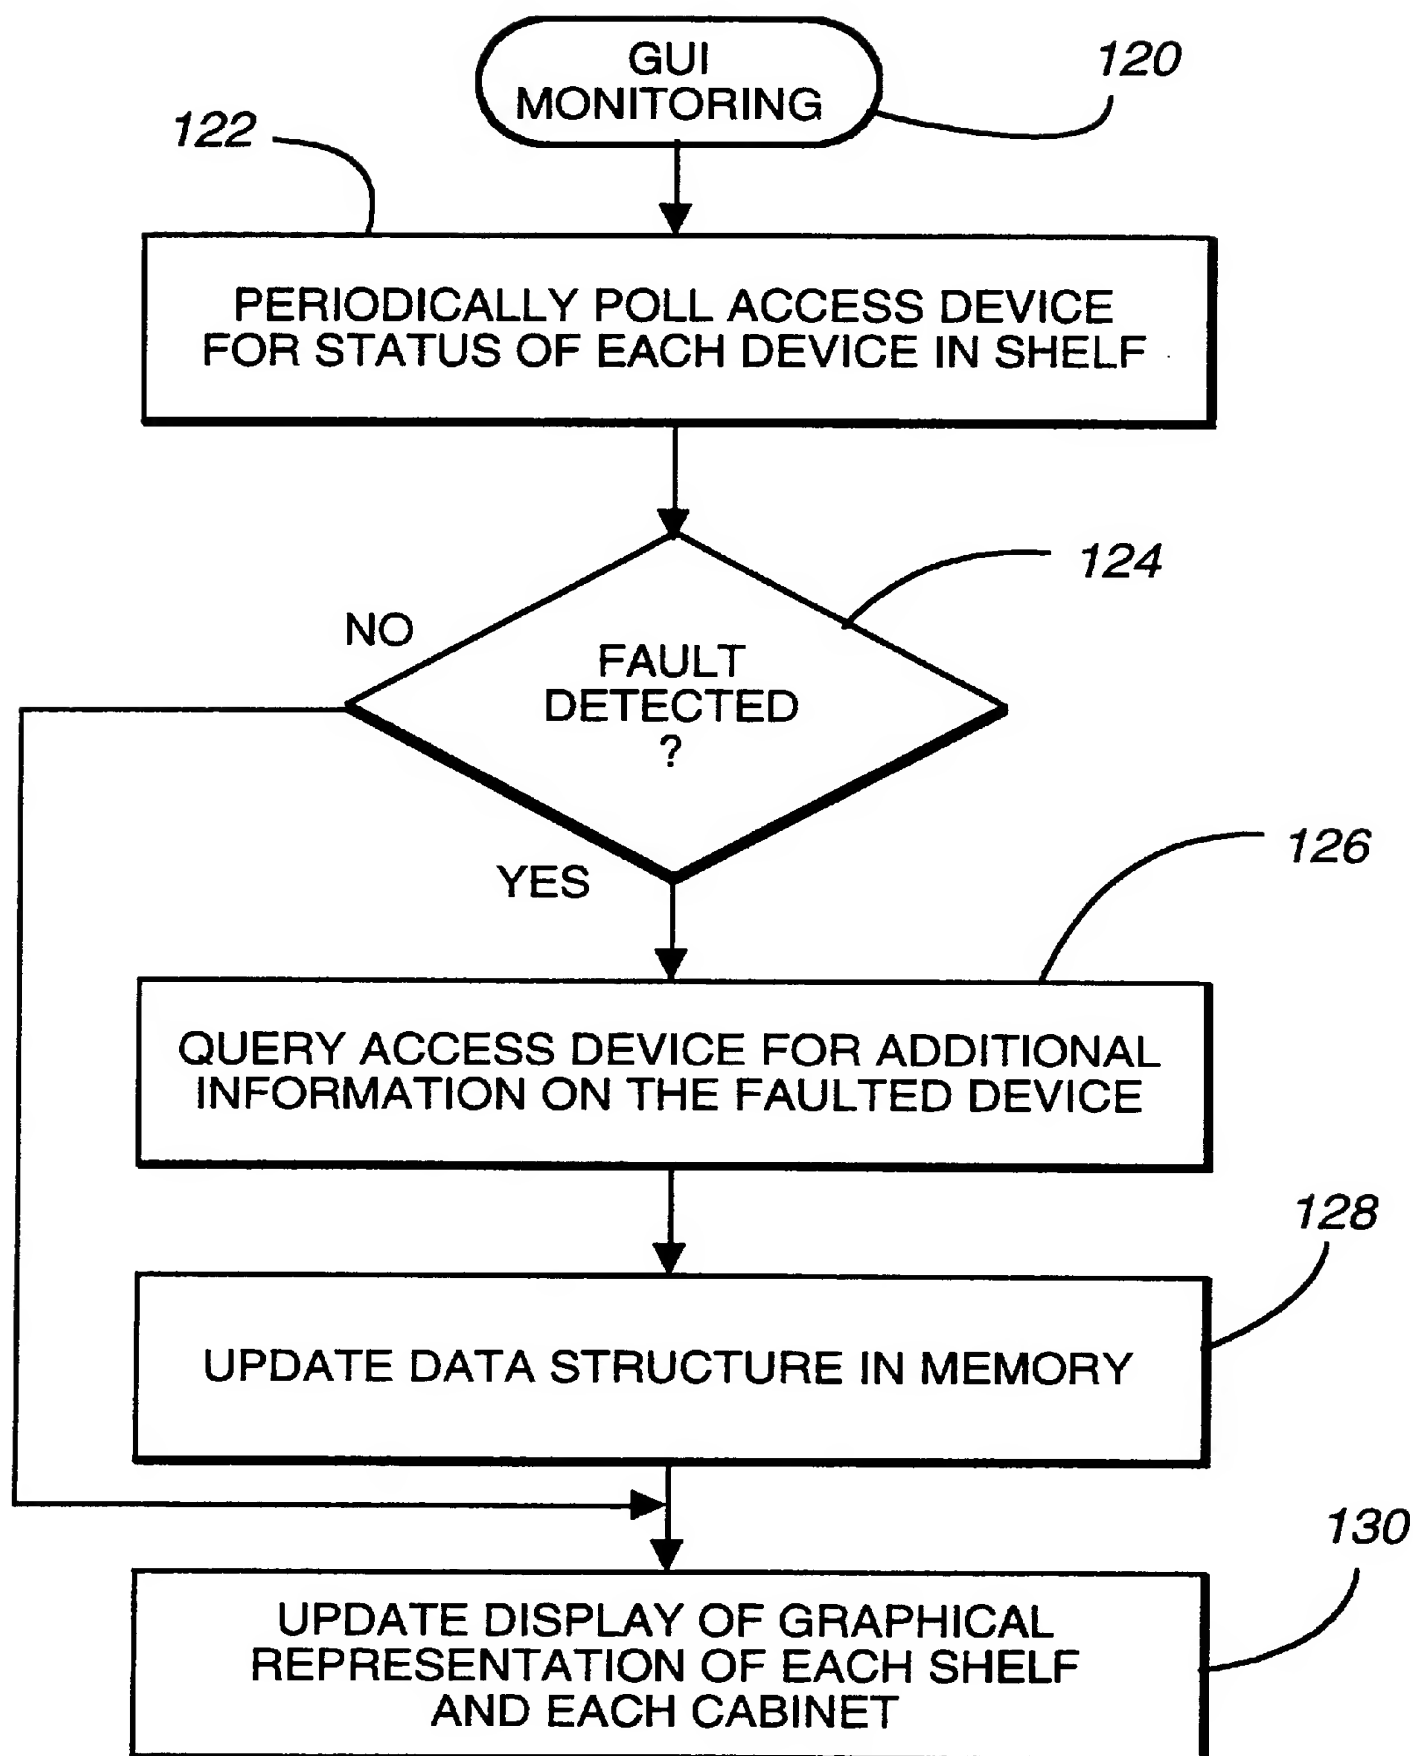 GUI
MONITORING
120
122
PERIODICALLY POLL ACCESS DEVICE
FOR STATUS OF EACH DEVICE IN SHELF
124
NO
FAULT
DETECTED
?
YES
126
QUERY ACCESS DEVICE FOR ADDITIONAL
INFORMATION ON THE FAULTED DEVICE
128
UPDATE DATA STRUCTURE IN MEMORY
130
UPDATE DISPLAY OF GRAPHICAL
REPRESENTATION OF EACH SHELF
AND EACH CABINET